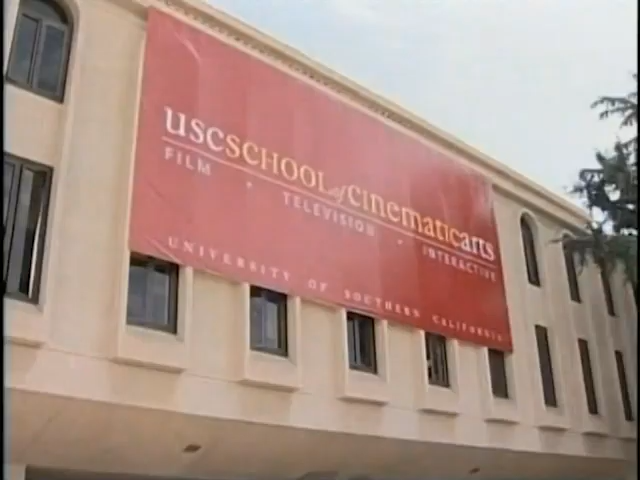 USCSCHOOL of CINEMATICARTS
FILM · TELEVISION · INTERACTIVE
UNIVERSITY OF SOUTHERN CALIFORNIA